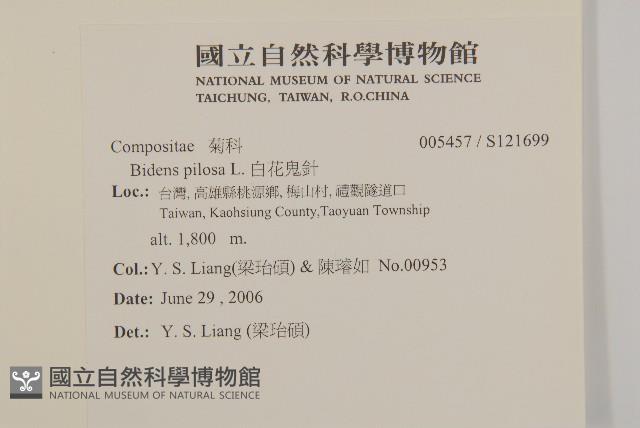 國立自然科學博物館
NATIONAL MUSEUM OF NATURAL SCIENCE
TAICHUNG, TAIWAN, R.O.CHINA
Compositae 菊科 005457 / S121699
Bidens pilosa L. 白花鬼針
Loc.: 台灣, 高雄縣桃源鄉, 梅山村, 禮觀隧道口
Taiwan, Kaohsiung County,Taoyuan Township
alt. 1,800 m.
Col.: Y. S. Liang(梁珆碩) & 陳璿如 No.00953
Date: June 29 , 2006
Det.: Y. S. Liang (梁珆碩)
國立自然科學博物館
NATIONAL MUSEUM OF NATURAL SCIENCE